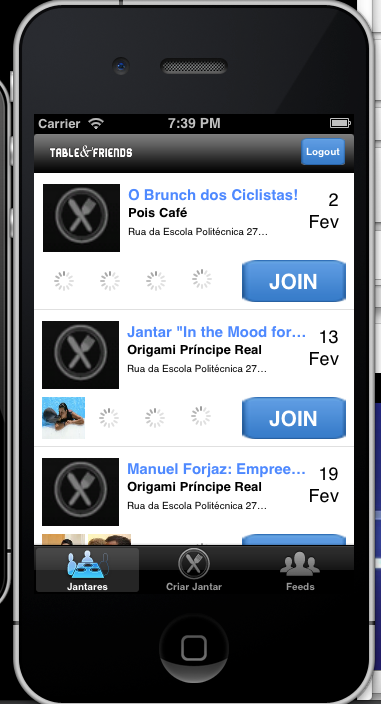 Carrier 7:39 PM
TABLE&FRIENDS Logout
O Brunch dos Ciclistas! 2
Pois Café Fev
Rua da Escola Politécnica 27...
JOIN
Jantar "In the Mood for... 13
Origami Príncipe Real Fev
Rua da Escola Politécnica 27...
JOIN
Manuel Forjaz: Empree... 19
Origami Príncipe Real Fev
Rua da Escola Politécnica 27...
Jantares Criar Jantar Feeds